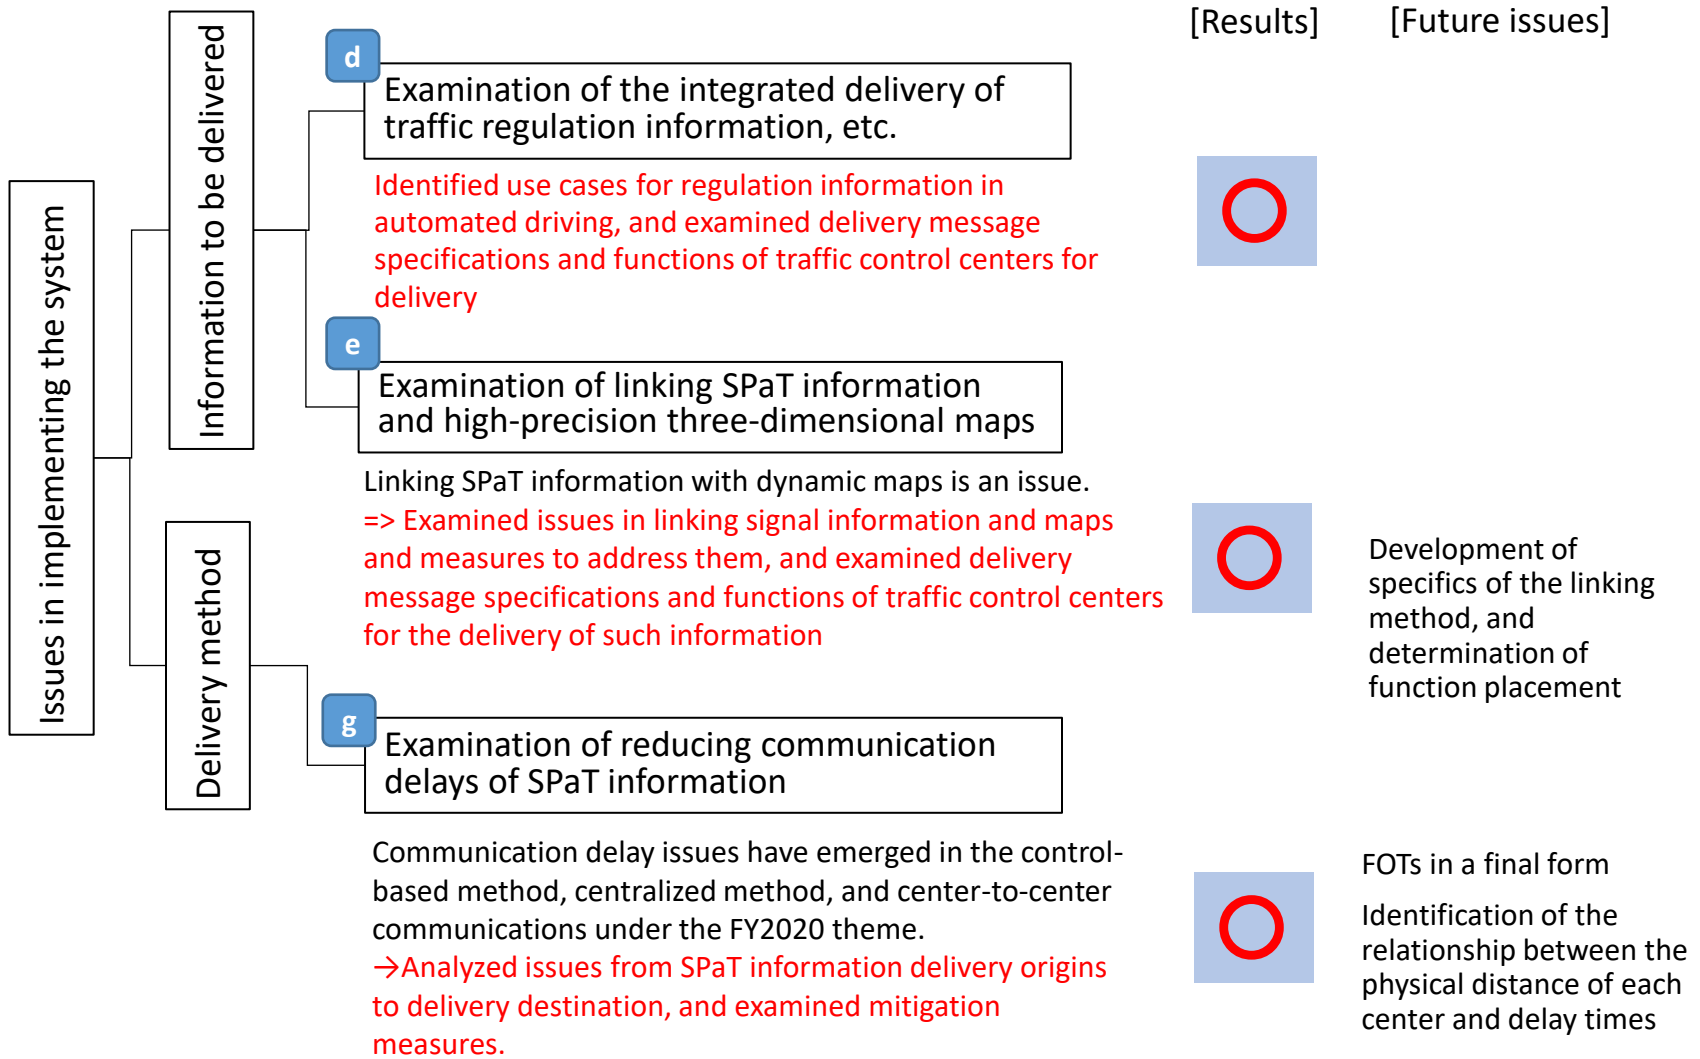 [Results]
[Future issues]
Issues in implementing the system
Information to be delivered
d
Examination of the integrated delivery of
traffic regulation information, etc.
Identified use cases for regulation information in
automated driving, and examined delivery message
specifications and functions of traffic control centers for
delivery
e
Examination of linking SPaT information
and high-precision three-dimensional maps
Linking SPaT information with dynamic maps is an issue.
=> Examined issues in linking signal information and maps
and measures to address them, and examined delivery
message specifications and functions of traffic control centers
for the delivery of such information
Development of
specifics of the linking
method, and
determination of
function placement
Delivery method
g
Examination of reducing communication
delays of SPaT information
Communication delay issues have emerged in the control-
based method, centralized method, and center-to-center
communications under the FY2020 theme.
→Analyzed issues from SPaT information delivery origins
to delivery destination, and examined mitigation
measures.
FOTs in a final form
Identification of the
relationship between the
physical distance of each
center and delay times